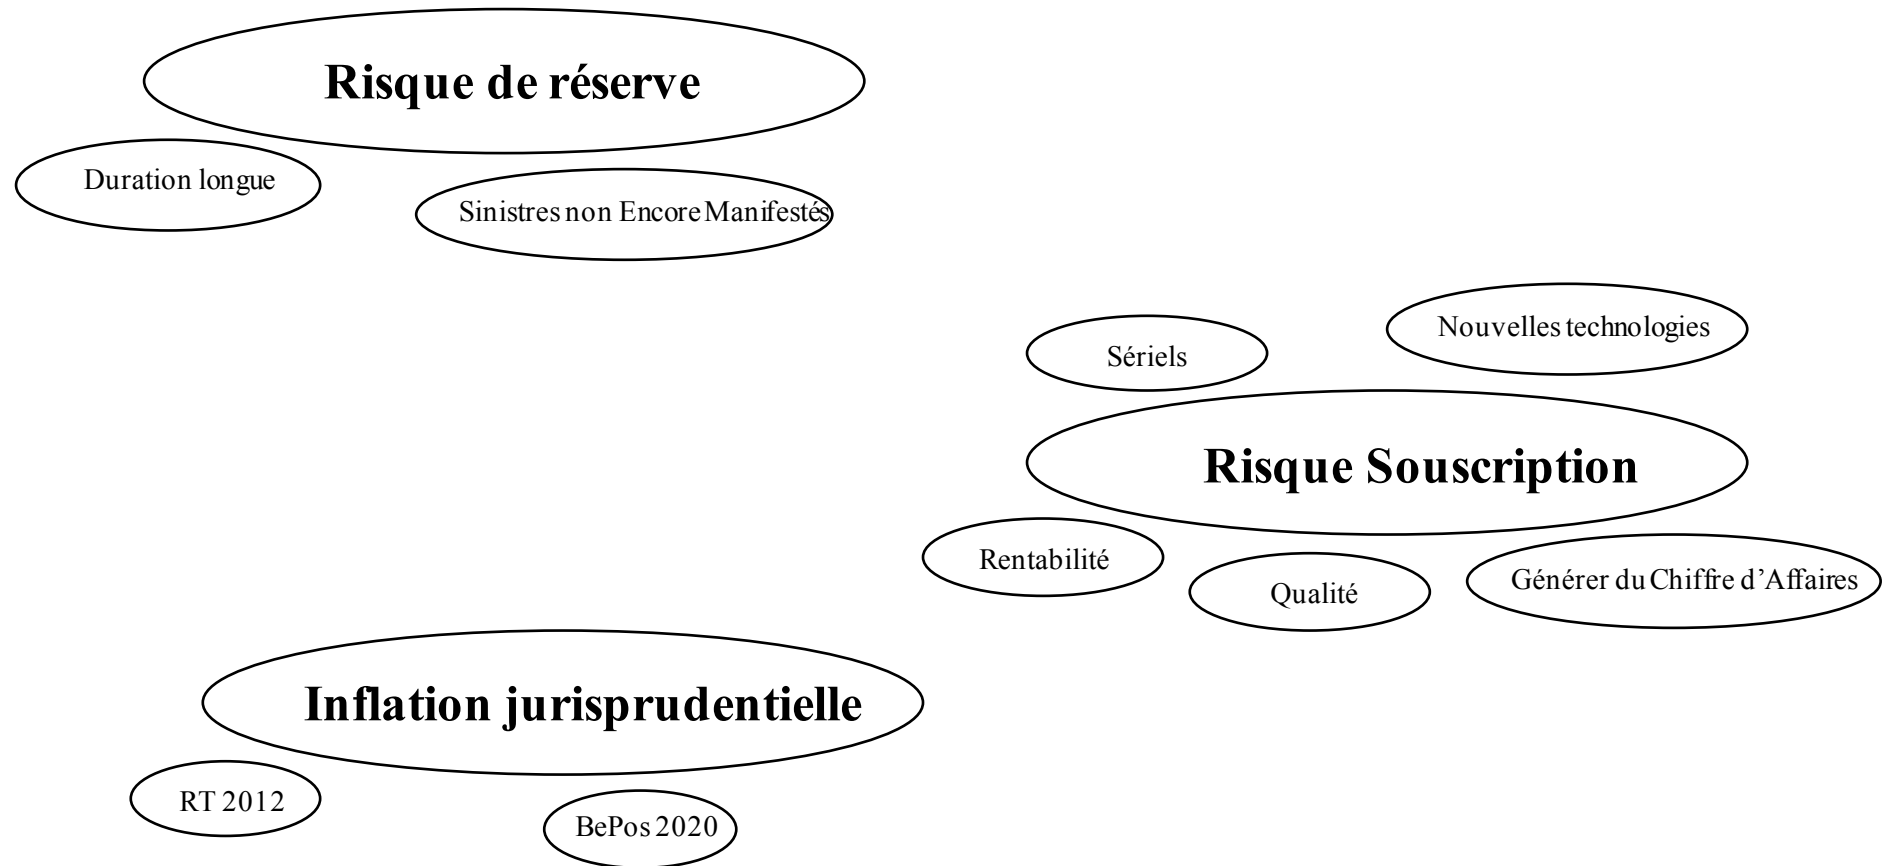 Risque de réserve
Duration longue
Sinistres non Encore Manifestés
Nouvelles technologies
Sériels
Risque Souscription
Rentabilité
Qualité
Générer du Chiffre d’Affaires
Inflation jurisprudentielle
RT 2012
BePos 2020